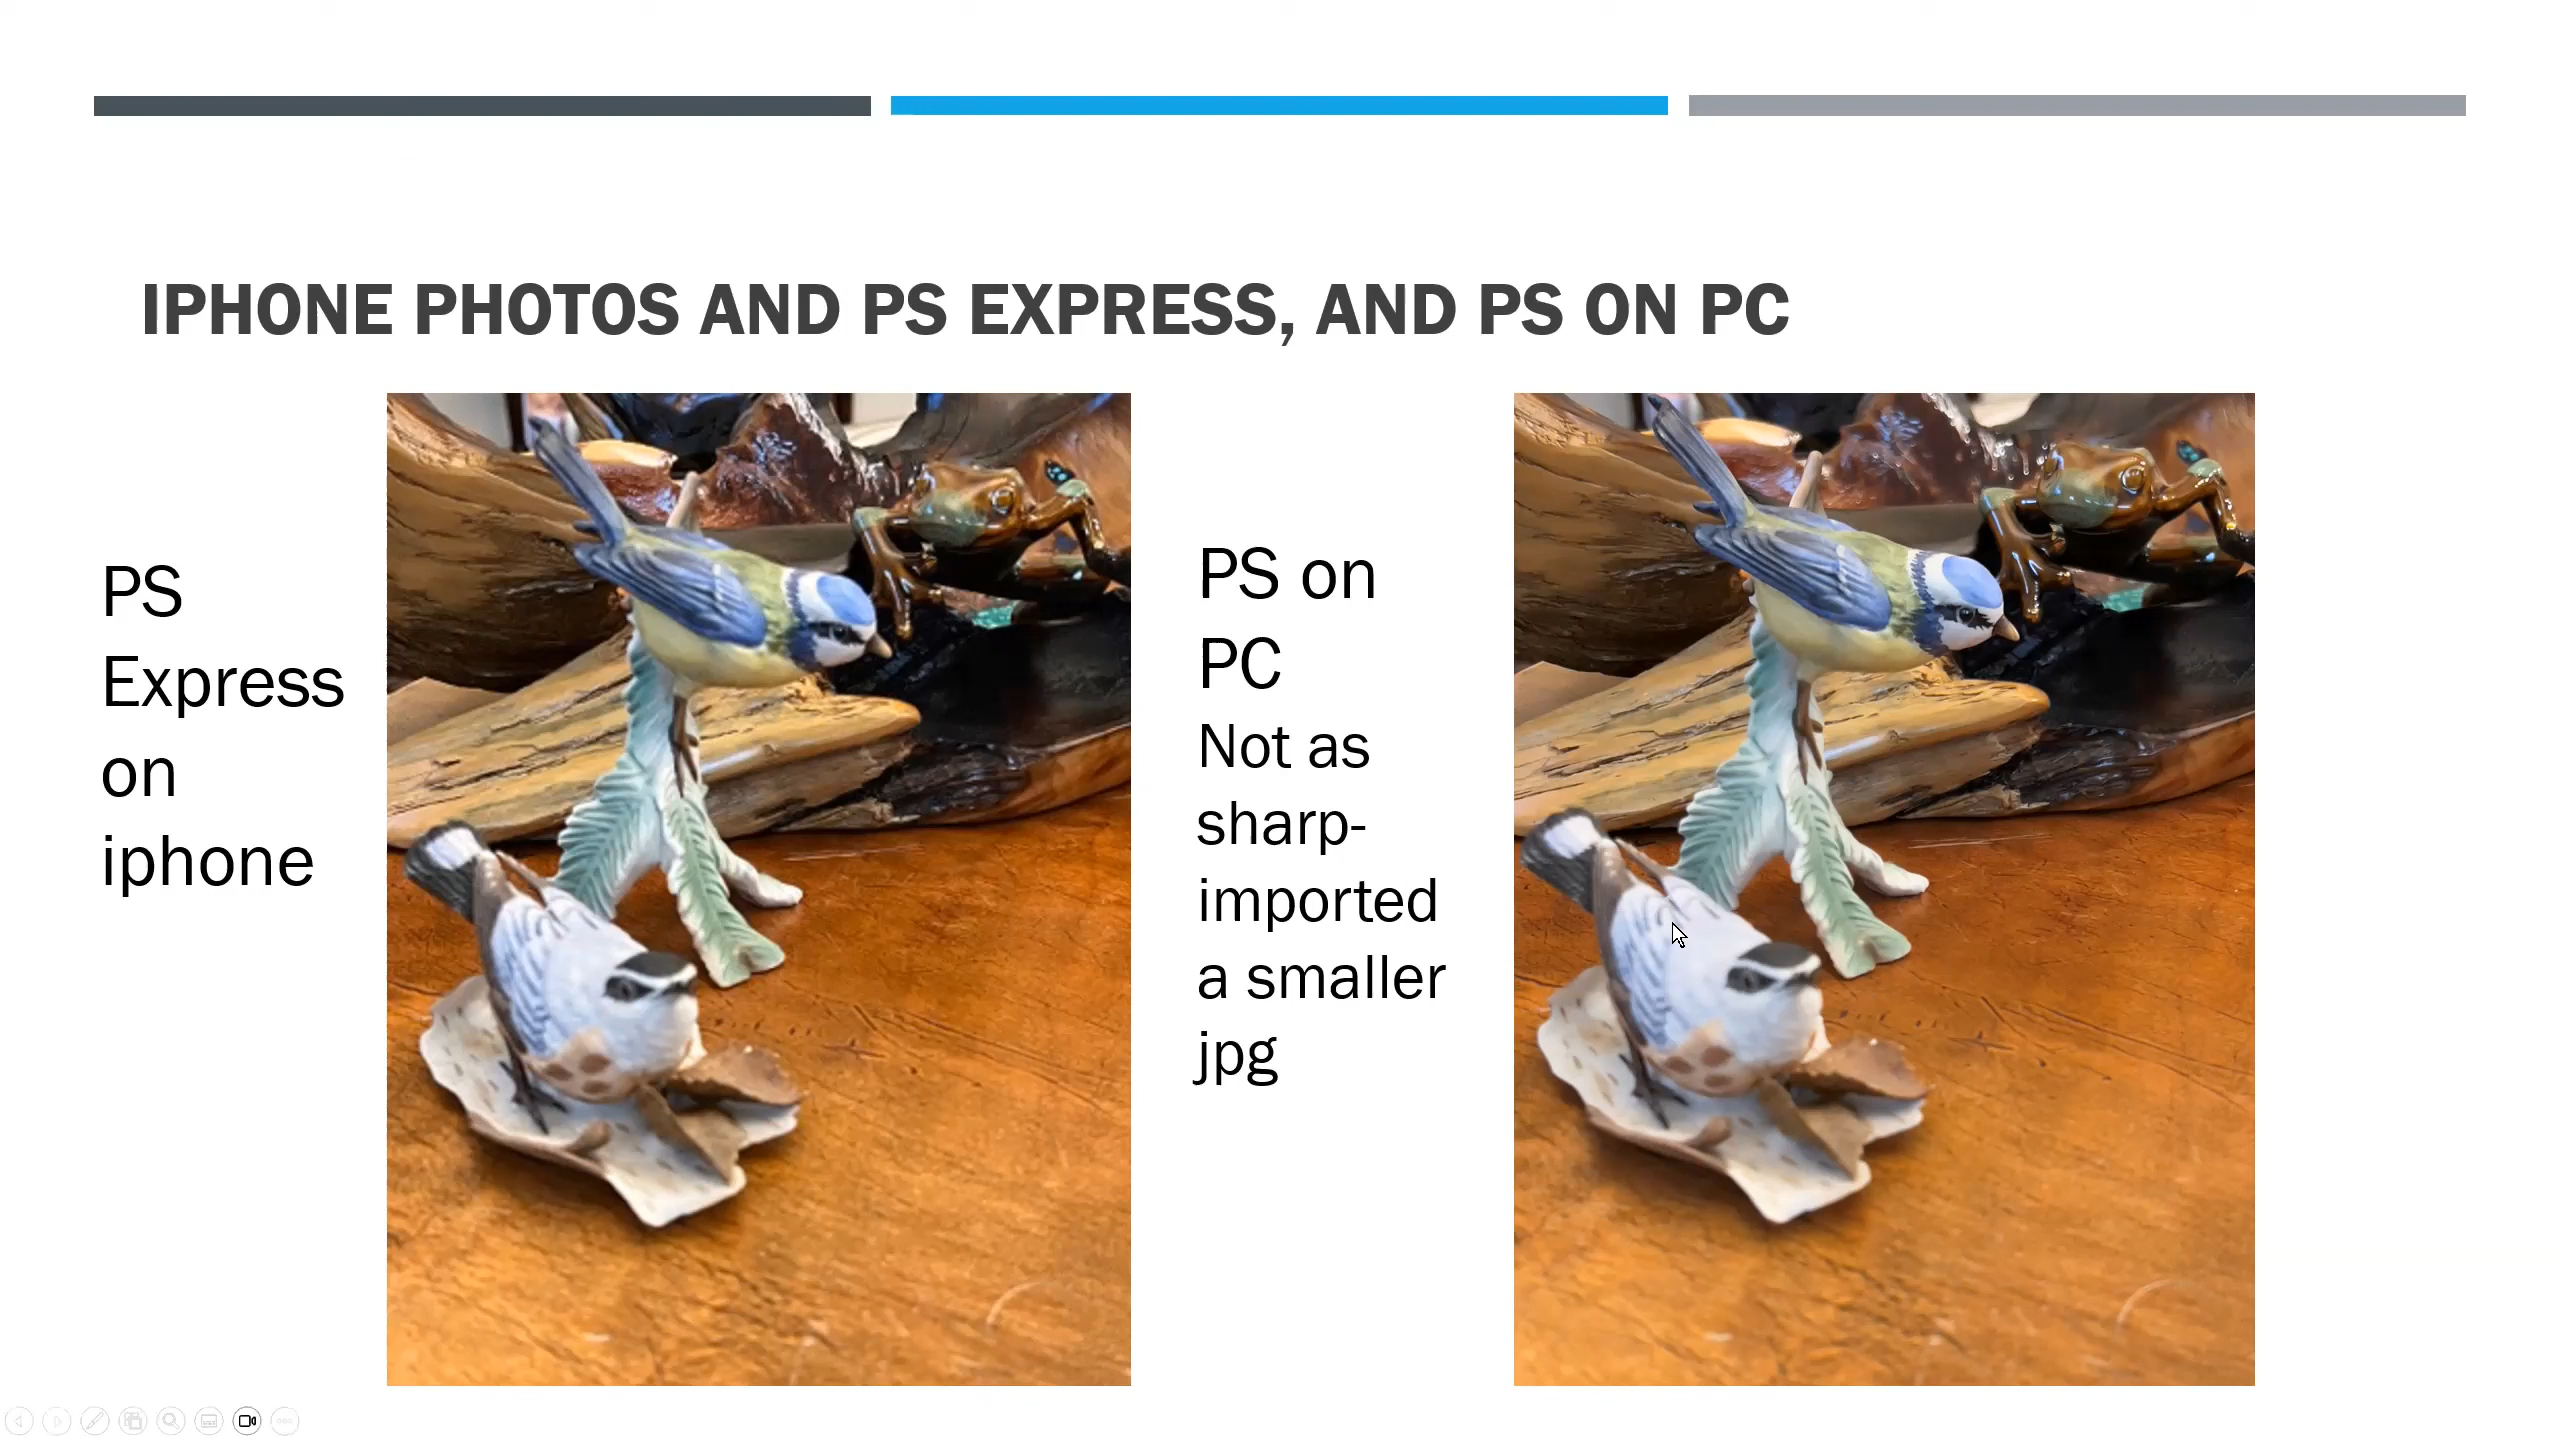 IPHONE PHOTOS AND PS EXPRESS, AND PS ON PC
PS
Express
on
iphone
PS on
PC
Not as
sharp-
imported
a smaller
jpg